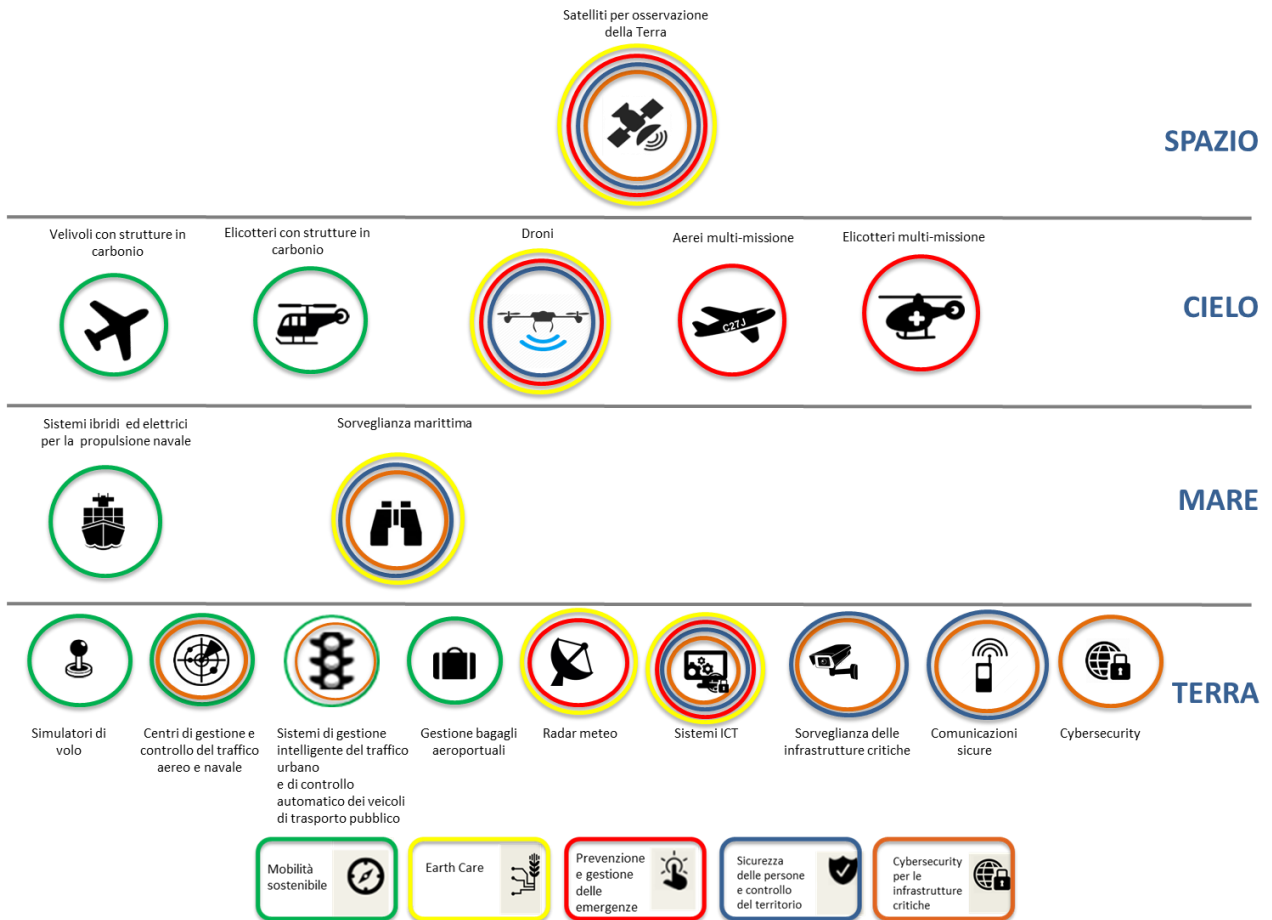 Satelliti per osservazione
della Terra
SPAZIO
Velivoli con strutture in
carbonio
Elicotteri con strutture in
carbonio
Droni
Aerei multi-missione
Elicotteri multi-missione
C27J
CIELO
Sistemi ibridi ed elettrici
per la propulsione navale
Sorveglianza marittima
MARE
TERRA
Simulatori di
volo
Centri di gestione e
controllo del traffico
aereo e navale
Sistemi di gestione
intelligente del traffico
urbano
e di controllo
automatico dei veicoli
di trasporto pubblico
Gestione bagagli
aeroportuali
Radar meteo
Sistemi ICT
Sorveglianza delle
infrastrutture critiche
Comunicazioni
sicure
Cybersecurity
Mobilità
sostenibile
Earth Care
Prevenzione
e gestione
delle
emergenze
Sicurezza
delle persone
e controllo
del territorio
Cybersecurity
per le
infrastrutture
critiche